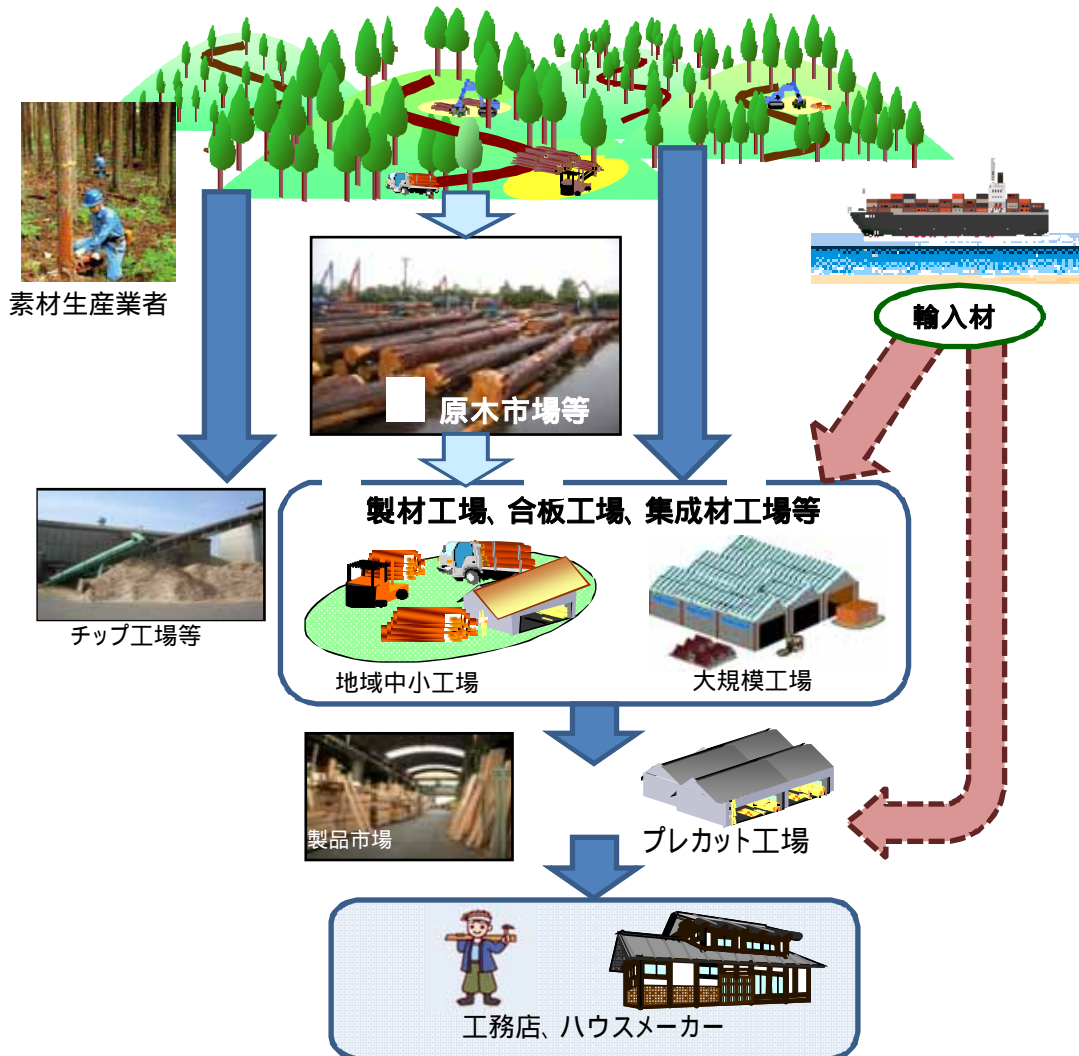 素材生産業者
輸入材
原木市場等
製材工場、合板工場、集成材工場等
チップ工場等
地域中小工場
大規模工場
製品市場
プレカット工場
工務店、ハウスメーカー